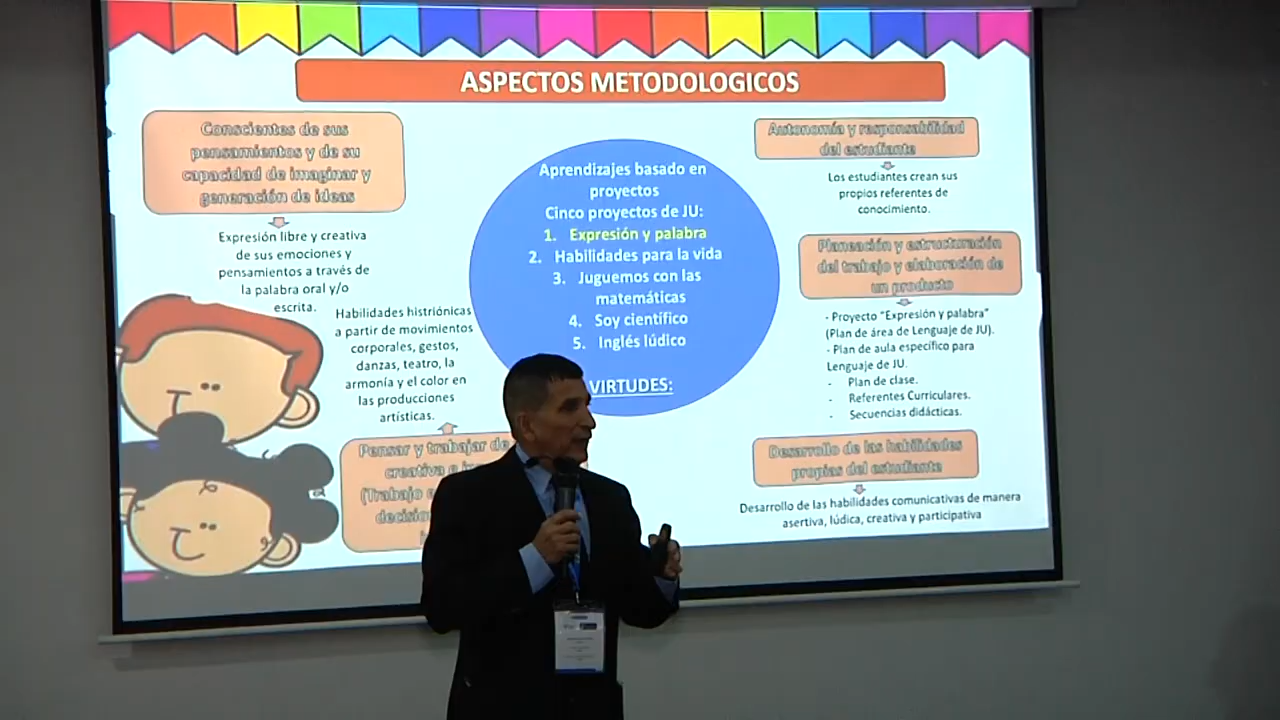 ASPECTOS METODOLOGICOS
Conscientes de sus
pensamientos y de su
capacidad de imaginar y
generación de ideas
Expresión libre y creativa
de sus emociones y
pensamientos a través de
la palabra oral y/o
escrita.
Habilidades histriónicas
a partir de movimientos
corporales, gestos,
danzas, teatro, la
armonía y el color en
las producciones
artísticas.
Pensar y trabajar de
creativa
(Trabajo
Aprendizajes basado en
proyectos
Cinco proyectos de JU:
1. Expresión y palabra
2. Habilidades para la vida
3. Juguemos con las
matemáticas
4. Soy científico
5. Inglés lúdico
VIRTUDES:
Autonomía y responsabilidad
del estudiante
Los estudiantes crean sus
propios referentes de
conocimiento.
Planeación y estructuración
del trabajo y elaboración de
un producto
- Proyecto "Expresión y palabra"
(Plan de área de Lenguaje de JU).
- Plan de aula específico para
Lenguaje de JU.
- Plan de clase.
- Referentes Curriculares.
- Secuencias didácticas.
Desarrollo de las habilidades
propias del estudiante
Desarrollo de las habilidades comunicativas de manera
asertiva, lúdica, creativa y participativa